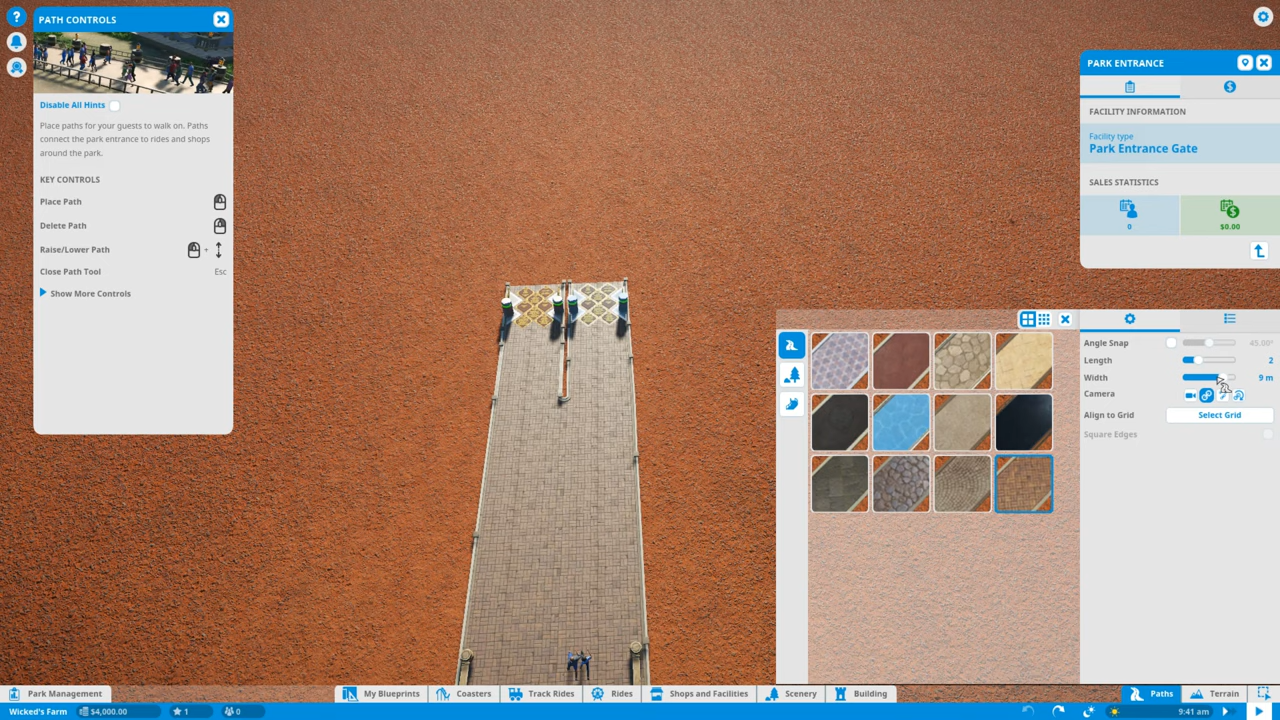 PATH CONTROLS
Disable All Hints
Place paths for your guests to walk on. Paths
connect the park entrance to rides and shops
around the park.
KEY CONTROLS
Place Path
Delete Path
Raise/Lower Path +
Close Path Tool Esc
Show More Controls
PARK ENTRANCE
FACILITY INFORMATION
Facility type
Park Entrance Gate
SALES STATISTICS
0 $0.00
Angle Snap 45.00°
Length 2
Width 9 m
Camera
Align to Grid Select Grid
Square Edges
Park Management My Blueprints Coasters Track Rides Rides Shops and Facilities Scenery Building Paths Terrain
Wicked's Farm $4,000.00 1 0 9:41 am